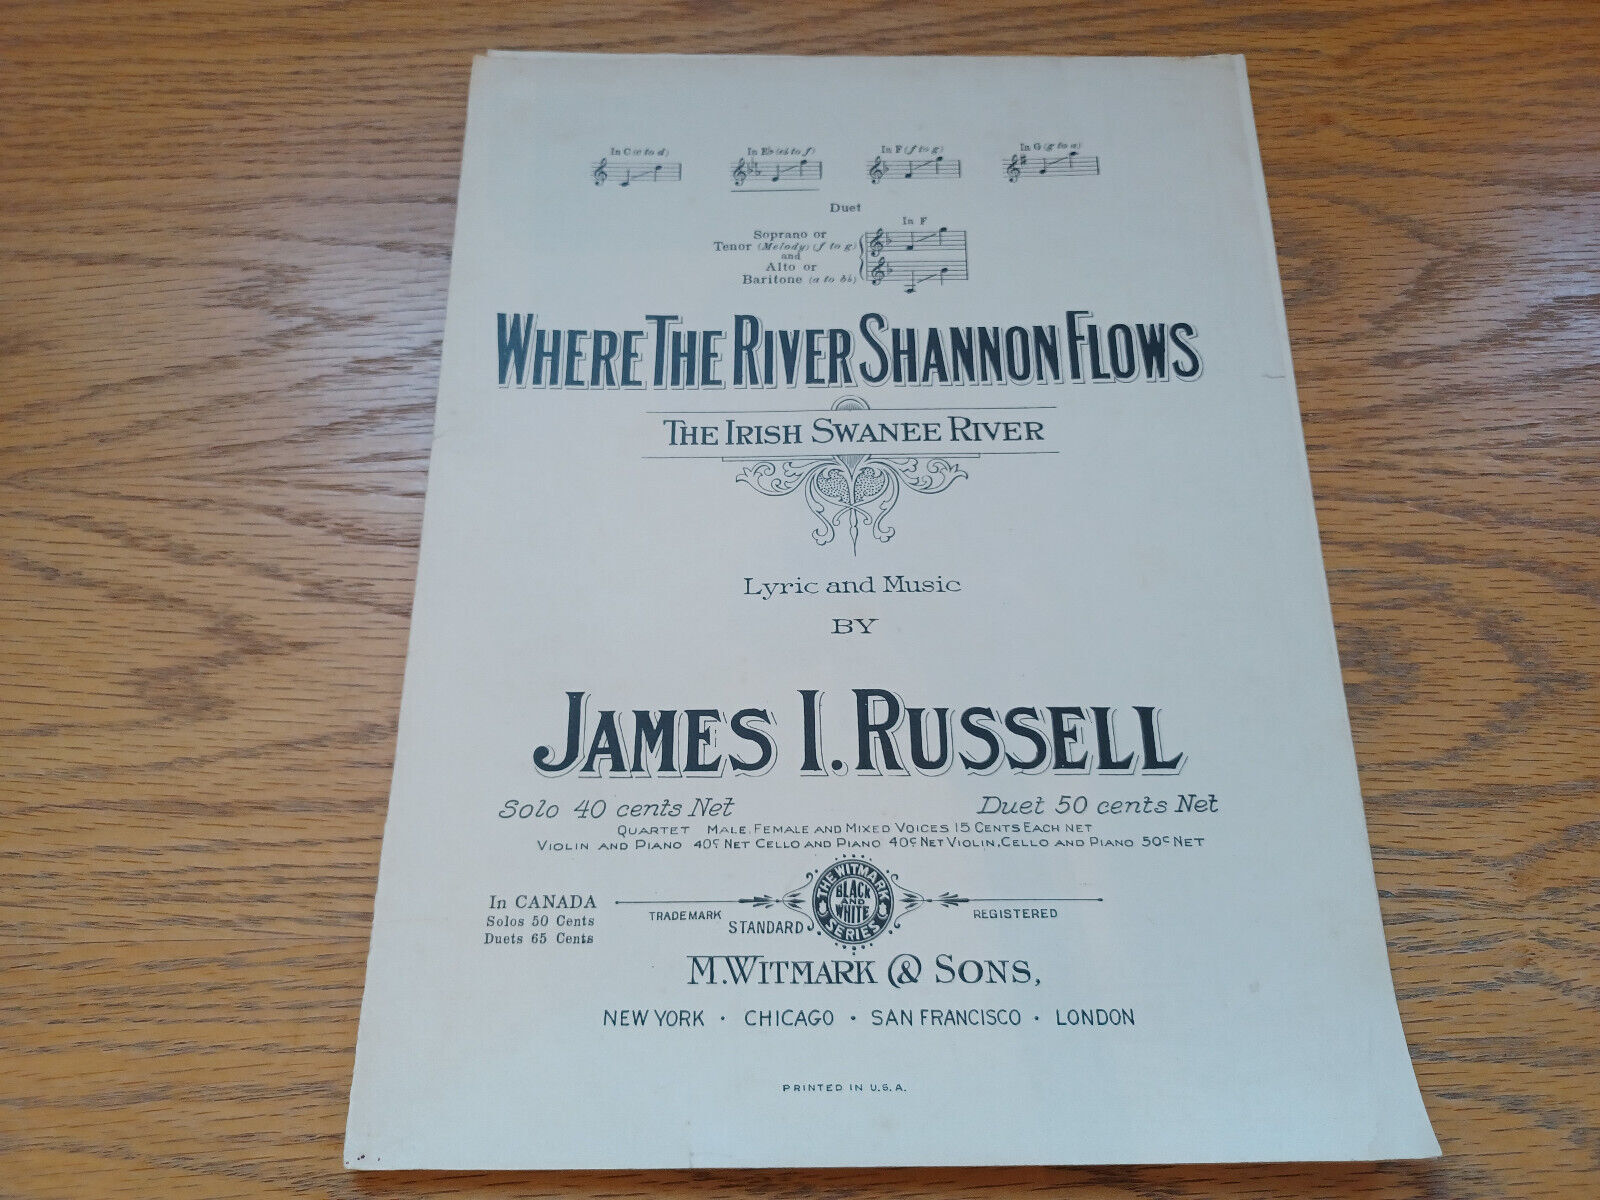 In C (c to d) In E♭ (e♭ to f) In F (f to g) In G (g to a)
Duet
In F
Soprano or
Tenor (Melody) (f to g)
and
Alto or
Baritone (a to b♭)
WHERE THE RIVER SHANNON FLOWS
THE IRISH SWANEE RIVER
Lyric and Music
BY
JAMES I. RUSSELL
Solo 40 cents Net Duet 50 cents Net
QUARTET MALE, FEMALE AND MIXED VOICES 15 CENTS EACH NET
VIOLIN AND PIANO 40¢ NET CELLO AND PIANO 40¢ NET VIOLIN, CELLO AND PIANO 50¢ NET
THE WITMARK
BLACK
AND
WHITE
SERIES
In CANADA
Solos 50 Cents
Duets 65 Cents
TRADEMARK STANDARD REGISTERED
M. WITMARK & SONS,
NEW YORK · CHICAGO · SAN FRANCISCO · LONDON
PRINTED IN U.S.A.